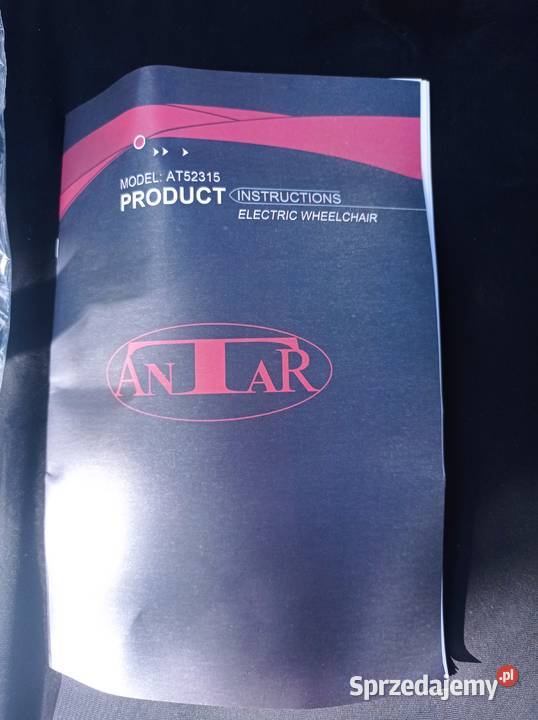 MODEL: AT52315
PRODUCT INSTRUCTIONS
ELECTRIC WHEELCHAIR
ANTAR
Sprzedajemy.pl